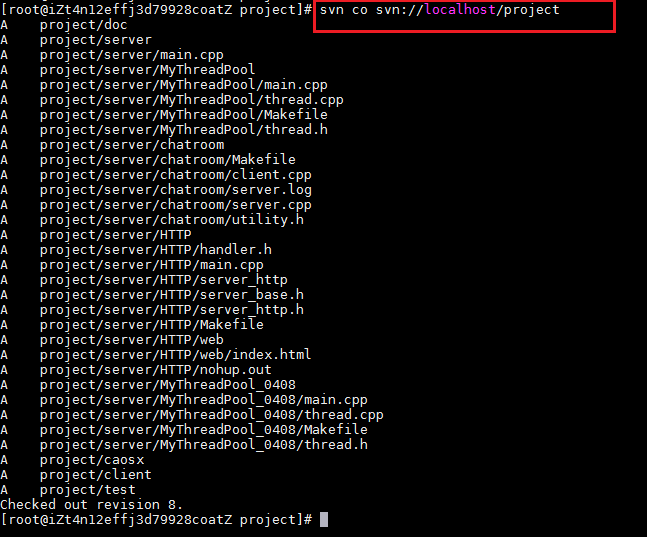 [root@iZt4n12effj3d79928coatZ project]# svn co svn://localhost/project
A    project/doc
A    project/server
A    project/server/main.cpp
A    project/server/MyThreadPool
A    project/server/MyThreadPool/main.cpp
A    project/server/MyThreadPool/thread.cpp
A    project/server/MyThreadPool/Makefile
A    project/server/MyThreadPool/thread.h
A    project/server/chatroom
A    project/server/chatroom/Makefile
A    project/server/chatroom/client.cpp
A    project/server/chatroom/server.log
A    project/server/chatroom/server.cpp
A    project/server/chatroom/utility.h
A    project/server/HTTP
A    project/server/HTTP/handler.h
A    project/server/HTTP/main.cpp
A    project/server/HTTP/server_http
A    project/server/HTTP/server_base.h
A    project/server/HTTP/server_http.h
A    project/server/HTTP/Makefile
A    project/server/HTTP/web
A    project/server/HTTP/web/index.html
A    project/server/HTTP/nohup.out
A    project/server/MyThreadPool_0408
A    project/server/MyThreadPool_0408/main.cpp
A    project/server/MyThreadPool_0408/thread.cpp
A    project/server/MyThreadPool_0408/Makefile
A    project/server/MyThreadPool_0408/thread.h
A    project/caosx
A    project/client
A    project/test
Checked out revision 8.
[root@iZt4n12effj3d79928coatZ project]#